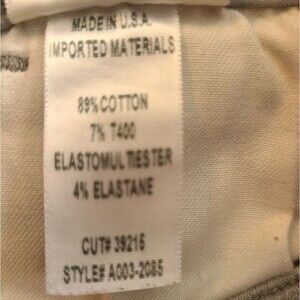 MADE IN U.S.A.
IMPORTED MATERIALS
89% COTTON
7% T400
ELASTOMULTIESTER
4% ELASTANE
CUT# 39215
STYLE# A003-2085